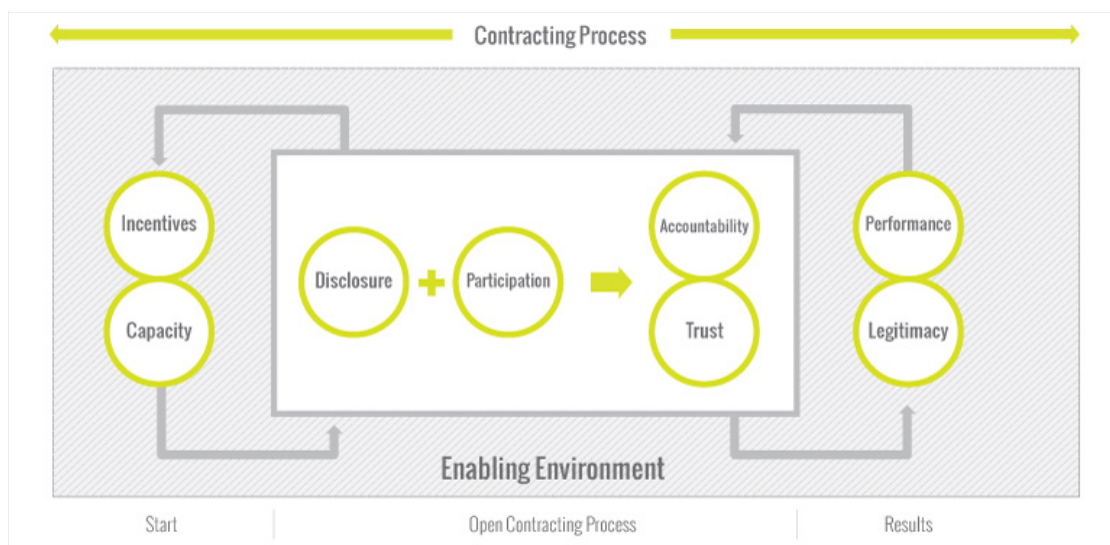 Contracting Process
Incentives
Capacity
Disclosure
Participation
Accountability
Trust
Performance
Legitimacy
Enabling Environment
Start
Open Contracting Process
Results